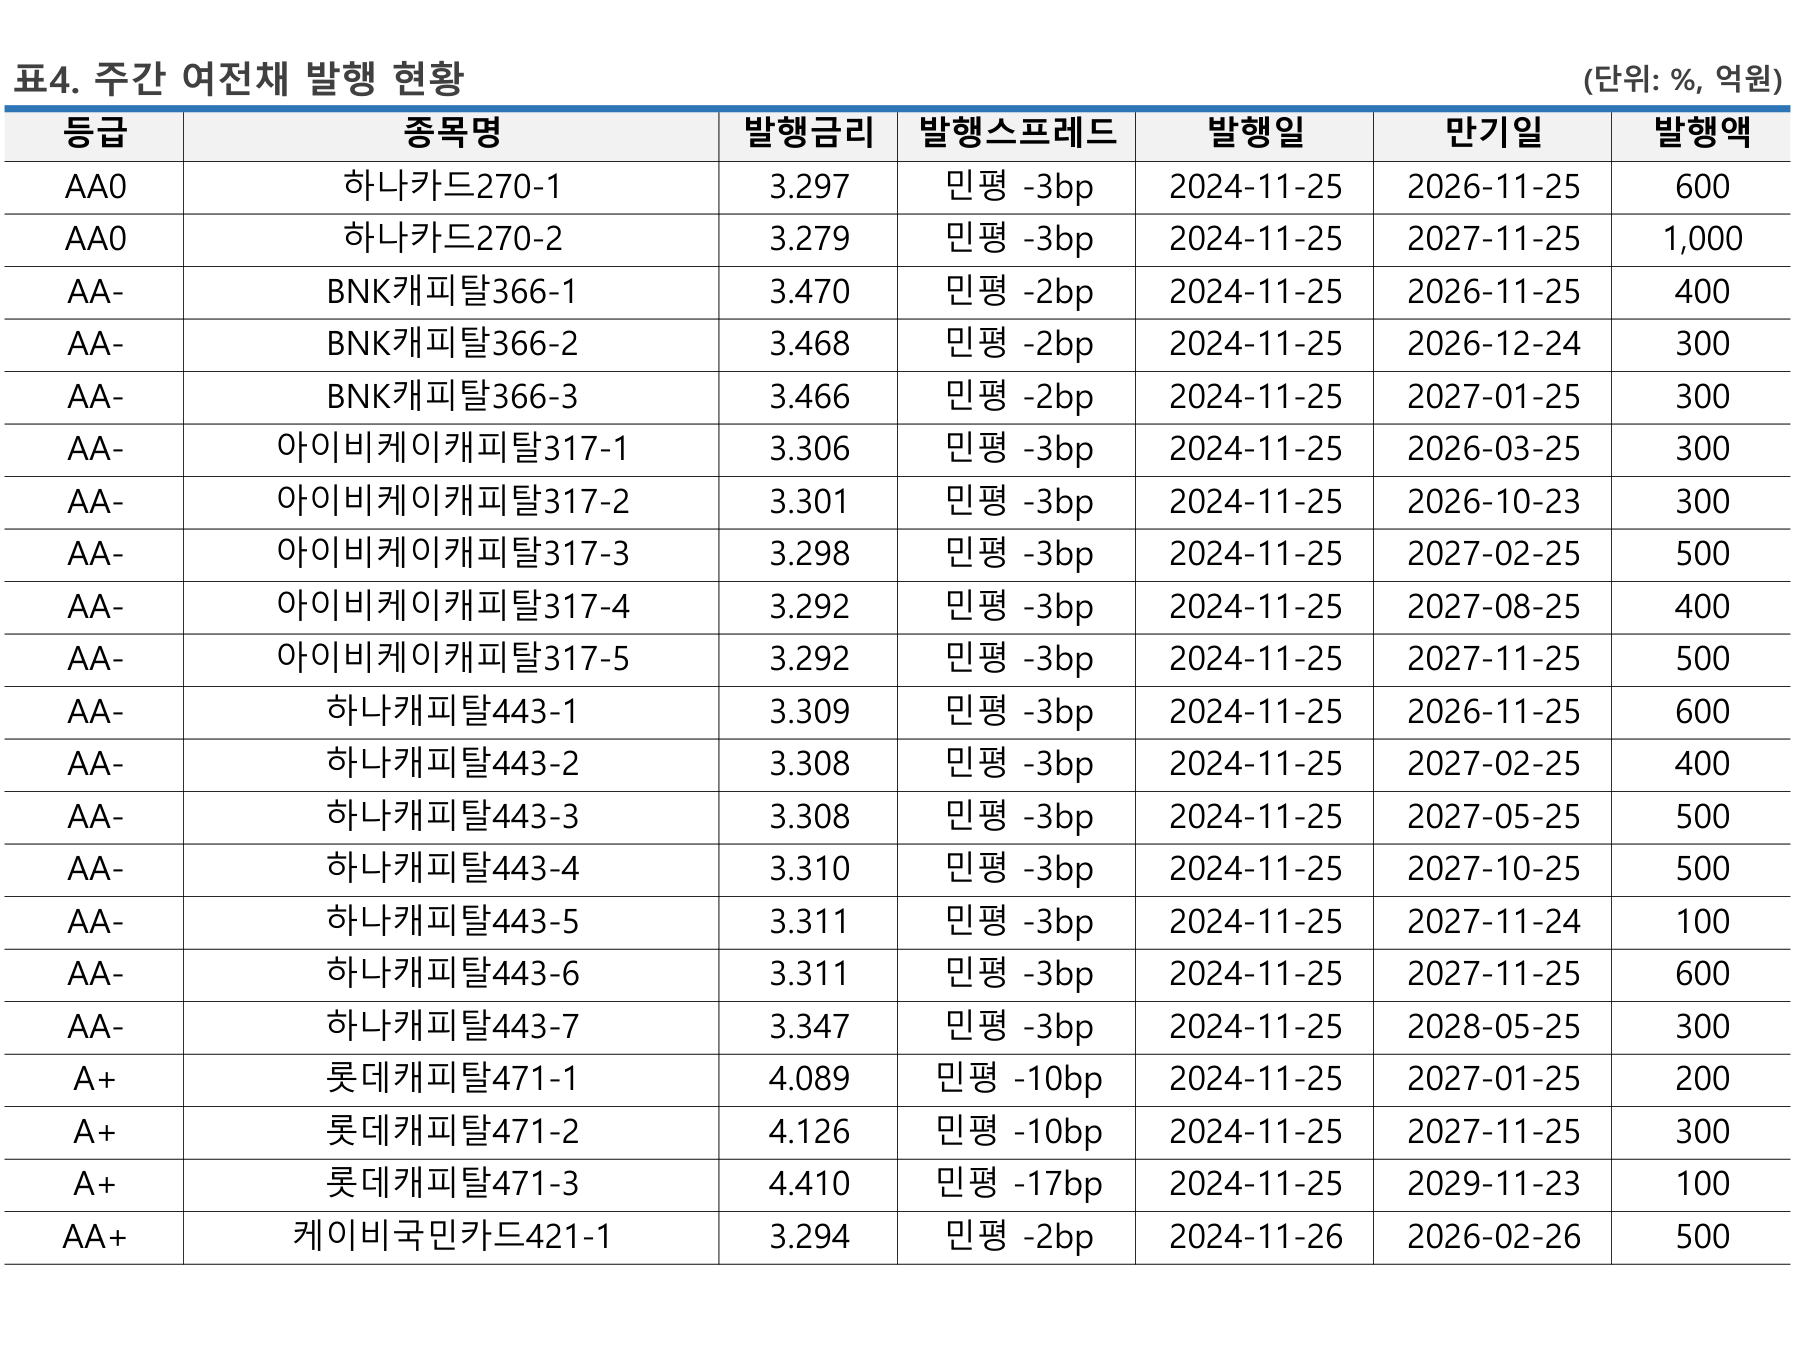 표4. 주간 여전채 발행 현황 (단위: %, 억원)
등급 종목명 발행금리 발행스프레드 발행일 만기일 발행액
AA0 하나카드270-1 3.297 민평 -3bp 2024-11-25 2026-11-25 600
AA0 하나카드270-2 3.279 민평 -3bp 2024-11-25 2027-11-25 1,000
AA- BNK캐피탈366-1 3.470 민평 -2bp 2024-11-25 2026-11-25 400
AA- BNK캐피탈366-2 3.468 민평 -2bp 2024-11-25 2026-12-24 300
AA- BNK캐피탈366-3 3.466 민평 -2bp 2024-11-25 2027-01-25 300
AA- 아이비케이캐피탈317-1 3.306 민평 -3bp 2024-11-25 2026-03-25 300
AA- 아이비케이캐피탈317-2 3.301 민평 -3bp 2024-11-25 2026-10-23 300
AA- 아이비케이캐피탈317-3 3.298 민평 -3bp 2024-11-25 2027-02-25 500
AA- 아이비케이캐피탈317-4 3.292 민평 -3bp 2024-11-25 2027-08-25 400
AA- 아이비케이캐피탈317-5 3.292 민평 -3bp 2024-11-25 2027-11-25 500
AA- 하나캐피탈443-1 3.309 민평 -3bp 2024-11-25 2026-11-25 600
AA- 하나캐피탈443-2 3.308 민평 -3bp 2024-11-25 2027-02-25 400
AA- 하나캐피탈443-3 3.308 민평 -3bp 2024-11-25 2027-05-25 500
AA- 하나캐피탈443-4 3.310 민평 -3bp 2024-11-25 2027-10-25 500
AA- 하나캐피탈443-5 3.311 민평 -3bp 2024-11-25 2027-11-24 100
AA- 하나캐피탈443-6 3.311 민평 -3bp 2024-11-25 2027-11-25 600
AA- 하나캐피탈443-7 3.347 민평 -3bp 2024-11-25 2028-05-25 300
A+ 롯데캐피탈471-1 4.089 민평 -10bp 2024-11-25 2027-01-25 200
A+ 롯데캐피탈471-2 4.126 민평 -10bp 2024-11-25 2027-11-25 300
A+ 롯데캐피탈471-3 4.410 민평 -17bp 2024-11-25 2029-11-23 100
AA+ 케이비국민카드421-1 3.294 민평 -2bp 2024-11-26 2026-02-26 500